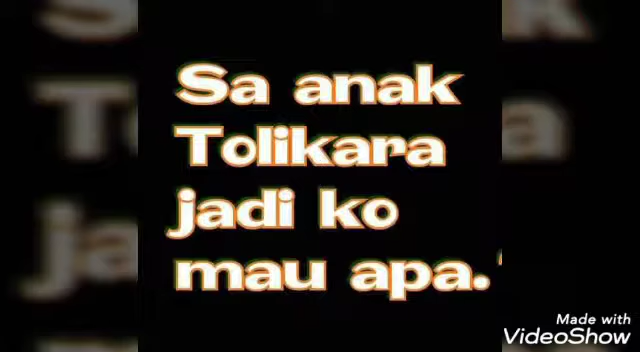 Sa anak
Tolikara
jadi ko
mau apa.
Made with
VideoShow